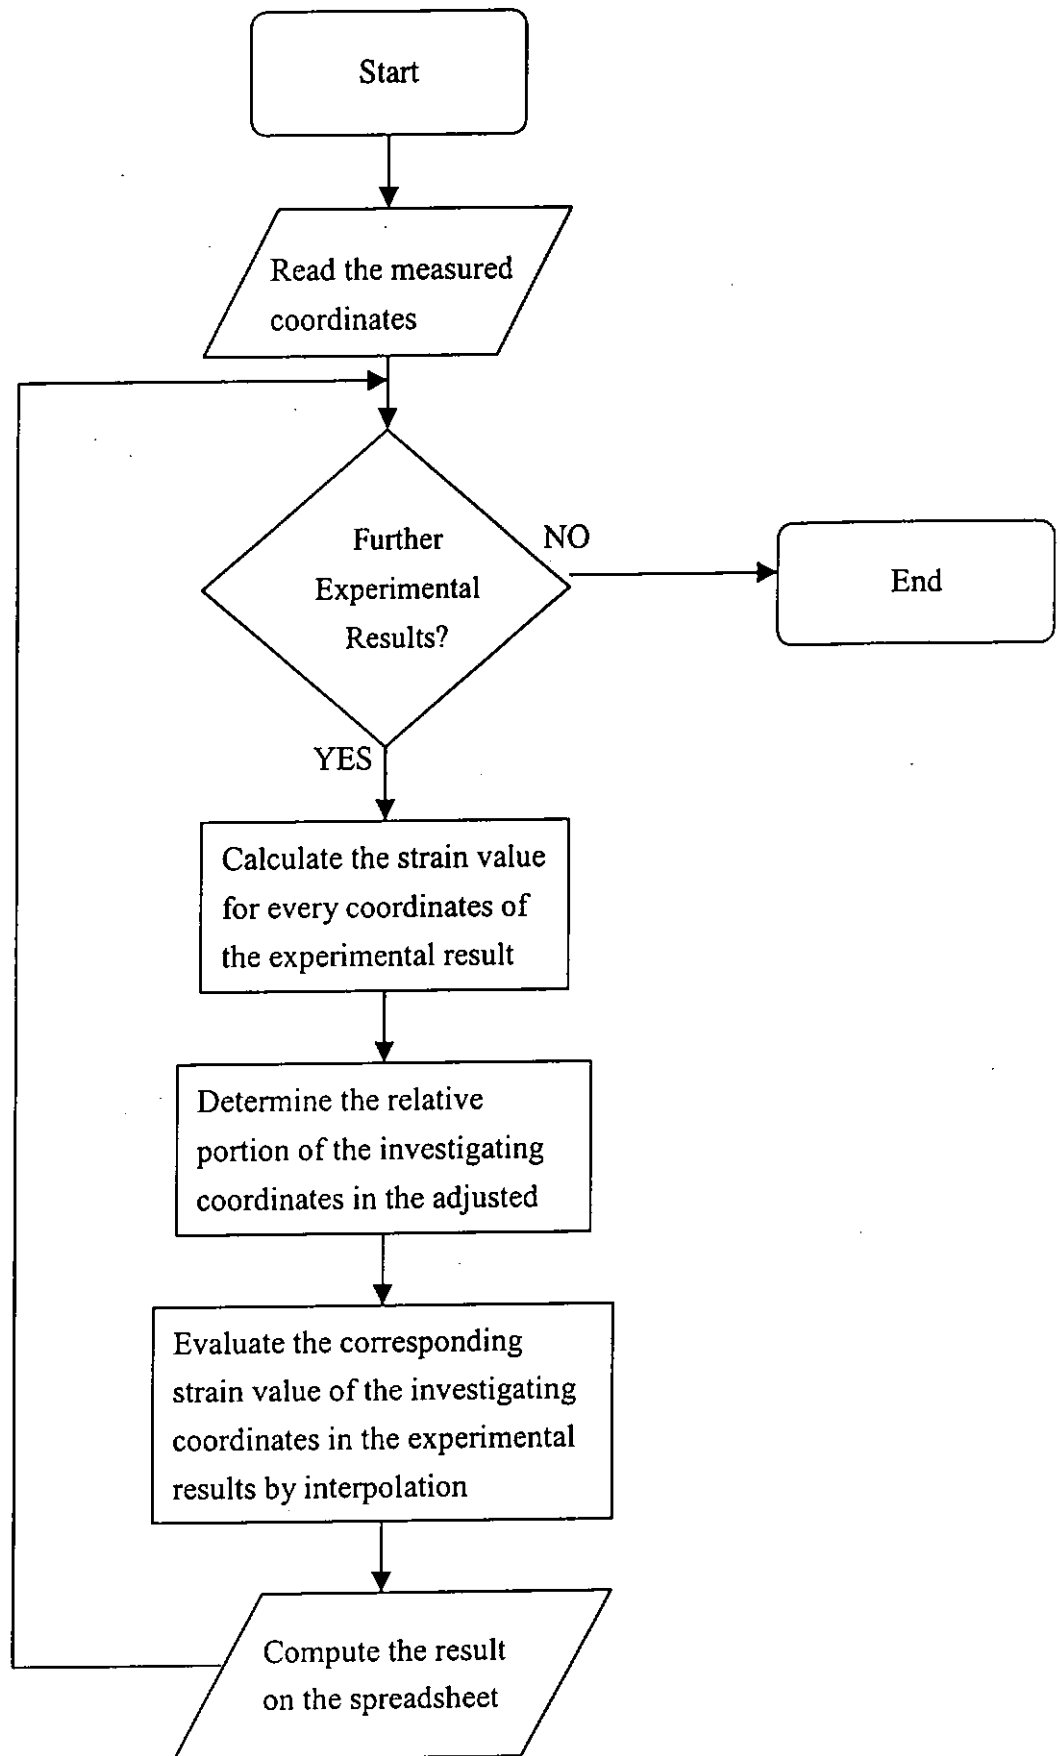 Start
Read the measured
coordinates
Further
Experimental
Results?
NO
End
YES
Calculate the strain value
for every coordinates of
the experimental result
Determine the relative
portion of the investigating
coordinates in the adjusted
Evaluate the corresponding
strain value of the investigating
coordinates in the experimental
results by interpolation
Compute the result
on the spreadsheet